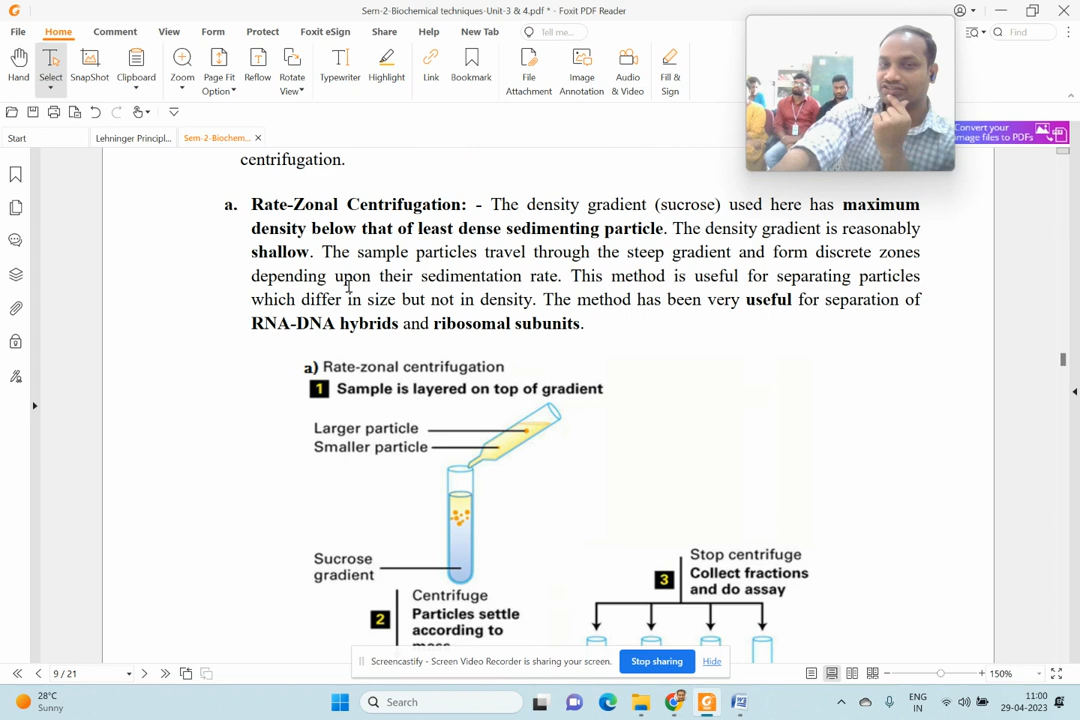 Sem-2-Biochemical techniques-Unit-3 & 4.pdf * - Foxit PDF Reader
File Home Comment View Form Protect Foxit eSign Share Help New Tab Tell me... Find
Hand Select SnapShot Clipboard Zoom Page Fit Option Reflow Rotate View Typewriter Highlight Link Bookmark File Attachment Image Annotation Audio & Video Fill & Sign
Start Lehninger Principl... Sem-2-Biochem...
Convert your
image files to PDFs
centrifugation.
a. Rate-Zonal Centrifugation: - The density gradient (sucrose) used here has maximum
density below that of least dense sedimenting particle. The density gradient is reasonably
shallow. The sample particles travel through the steep gradient and form discrete zones
depending upon their sedimentation rate. This method is useful for separating particles
which differ in size but not in density. The method has been very useful for separation of
RNA-DNA hybrids and ribosomal subunits.
a) Rate-zonal centrifugation
1 Sample is layered on top of gradient
Larger particle
Smaller particle
Sucrose
gradient
Centrifuge
2 Particles settle
according to
Stop centrifuge
3 Collect fractions
and do assay
Screencastify - Screen Video Recorder is sharing your screen. Stop sharing Hide
9 / 21
150%
28°C
Sunny
Search
ENG
IN
11:00
29-04-2023